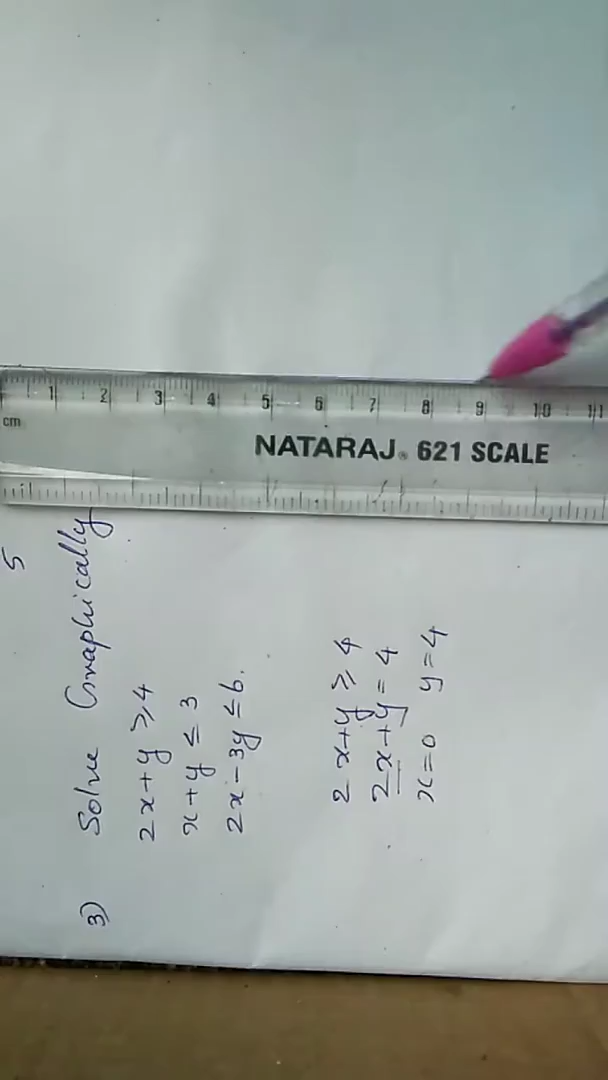 5
3) Solve Graphically
2x+y ≥ 4
x+y ≤ 3
2x-3y ≤ 6.
2x+y ≥ 4
2x+y = 4
x=0 y=4
cm 1 2 3 4 5 6 7 8 9 10 11
NATARAJ® 621 SCALE